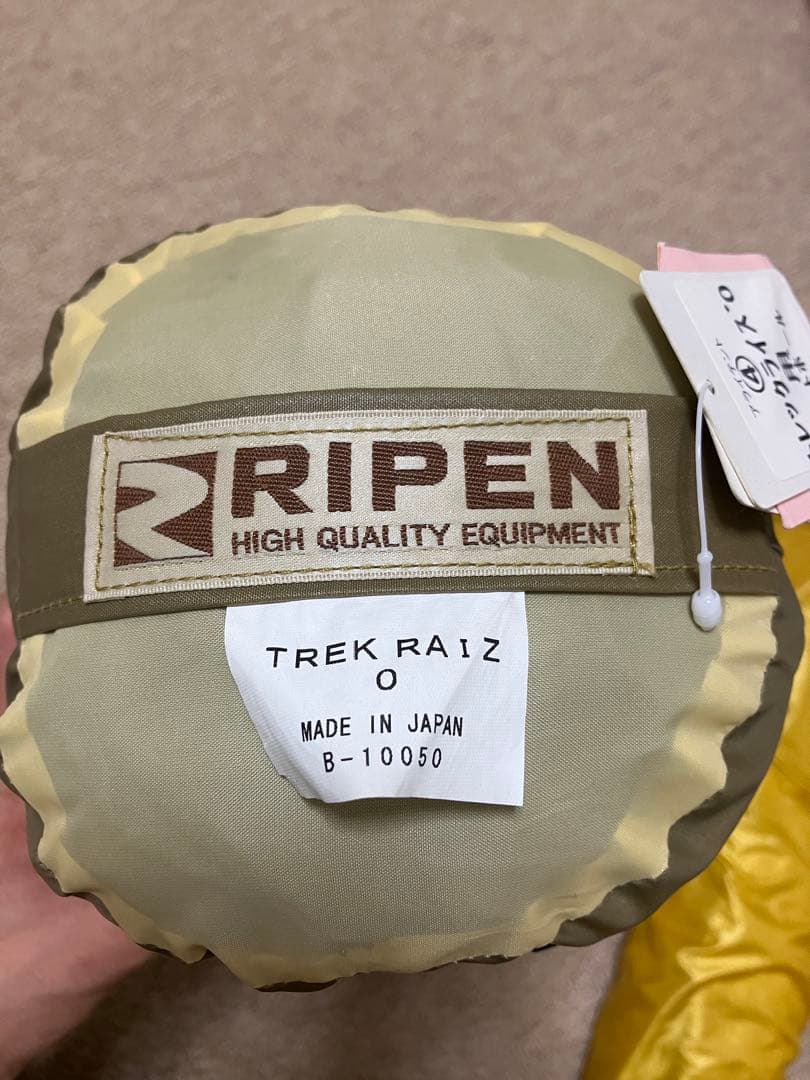 RIPEN
HIGH QUALITY EQUIPMENT
TREK RAIZ
0
MADE IN JAPAN
B-10050